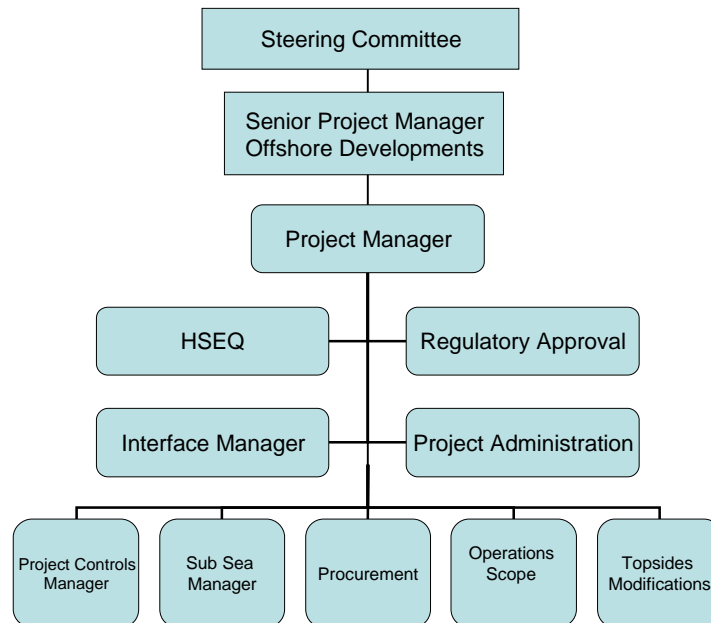 Steering Committee
Senior Project Manager
Offshore Developments
Project Manager
HSEQ
Regulatory Approval
Interface Manager
Project Administration
Project Controls
Manager
Sub Sea
Manager
Procurement
Operations
Scope
Topsides
Modifications